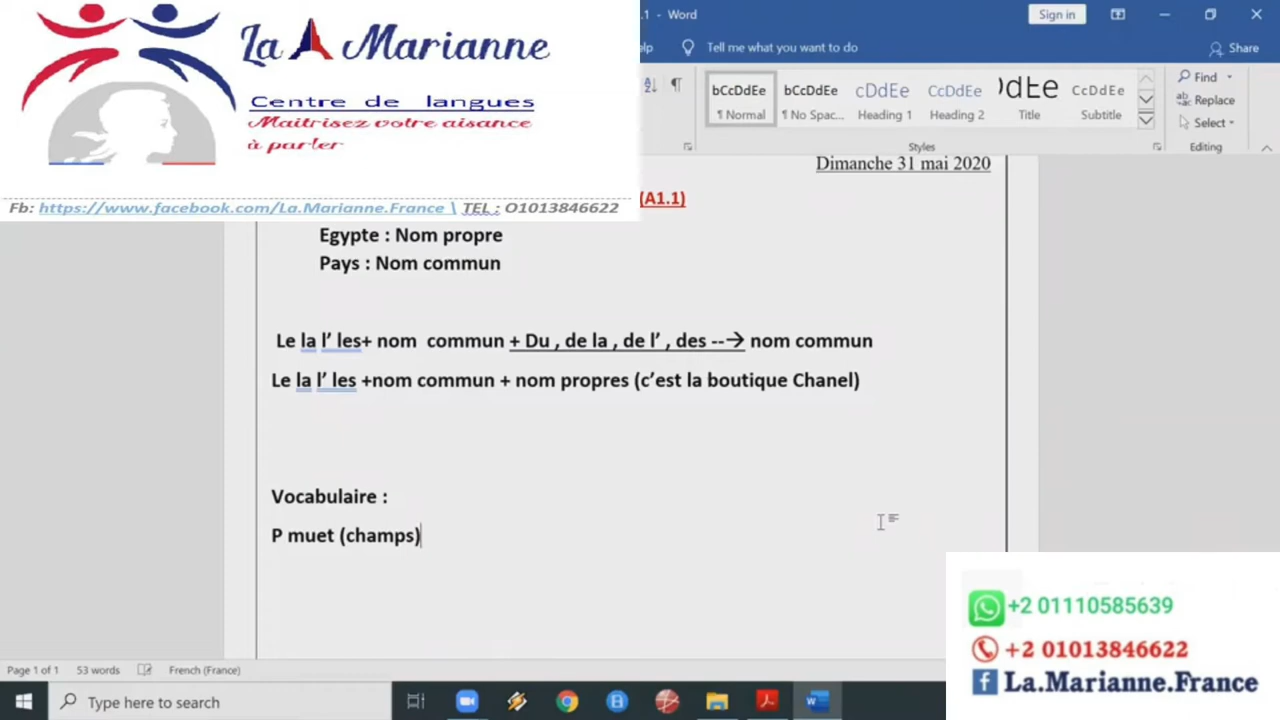 La Marianne
Centre de langues
Maitrisez votre aisance
à parler
Fb: https://www.facebook.com/La.Marianne.France \ TEL : O1013846622
.1 - Word
Sign in
Tell me what you want to do
Share
bCcDdEe bCcDdEe cDdEe CcDdEe CcDdEe
¶ Normal ¶ No Spac... Heading 1 Heading 2 Title Subtitle
Find
Replace
Select
Styles
Editing
Dimanche 31 mai 2020
(A1.1)
Egypte : Nom propre
Pays : Nom commun
Le la l’ les+ nom commun + Du , de la , de l’ , des --→ nom commun
Le la l’ les +nom commun + nom propres (c’est la boutique Chanel)
Vocabulaire :
P muet (champs)
+2 01110585639
+2 01013846622
La.Marianne.France
Page 1 of 1 53 words French (France)
Type here to search